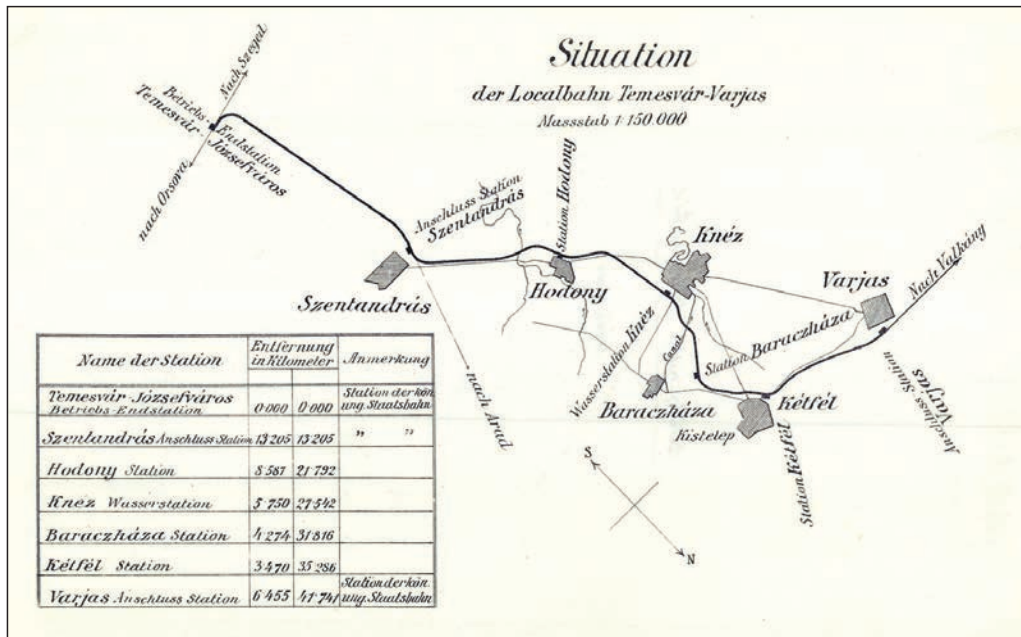 Situation
der Localbahn Temesvár-Varjas
Massstub 1:150.000
Nach Szeged
Betriebs-Endstation
Temesvár-Józsefváros
nach Orsova
Anschluss Station
Szentandrás
Station Hodony
Knéz
Szentandrás
Hodony
Varjas
Nach Valkány
Wasserstation Knéz
Canal
Station Baraczháza
Baraczháza
Kétfél
Kistelep
Station Kétfél
Anschluss-Station
Varjas
nach Arad
S
N
Name der Station | Entfernung in Kilometer | Anmerkung
Temesvár-Józsefváros Betriebs-Endstation | 0·000 | 0·000 | Station der kön. ung. Staatsbahn
Szentandrás Anschluss Station | 13·205 | 13·205 | " "
Hodony Station | 8·587 | 21·792
Knéz Wasserstation | 5·750 | 27·542
Baraczháza Station | 4·274 | 31·816
Kétfél Station | 3·470 | 35·286
Varjas Anschluss Station | 6·455 | 41·741 | Station der kön. ung. Staatsbahn